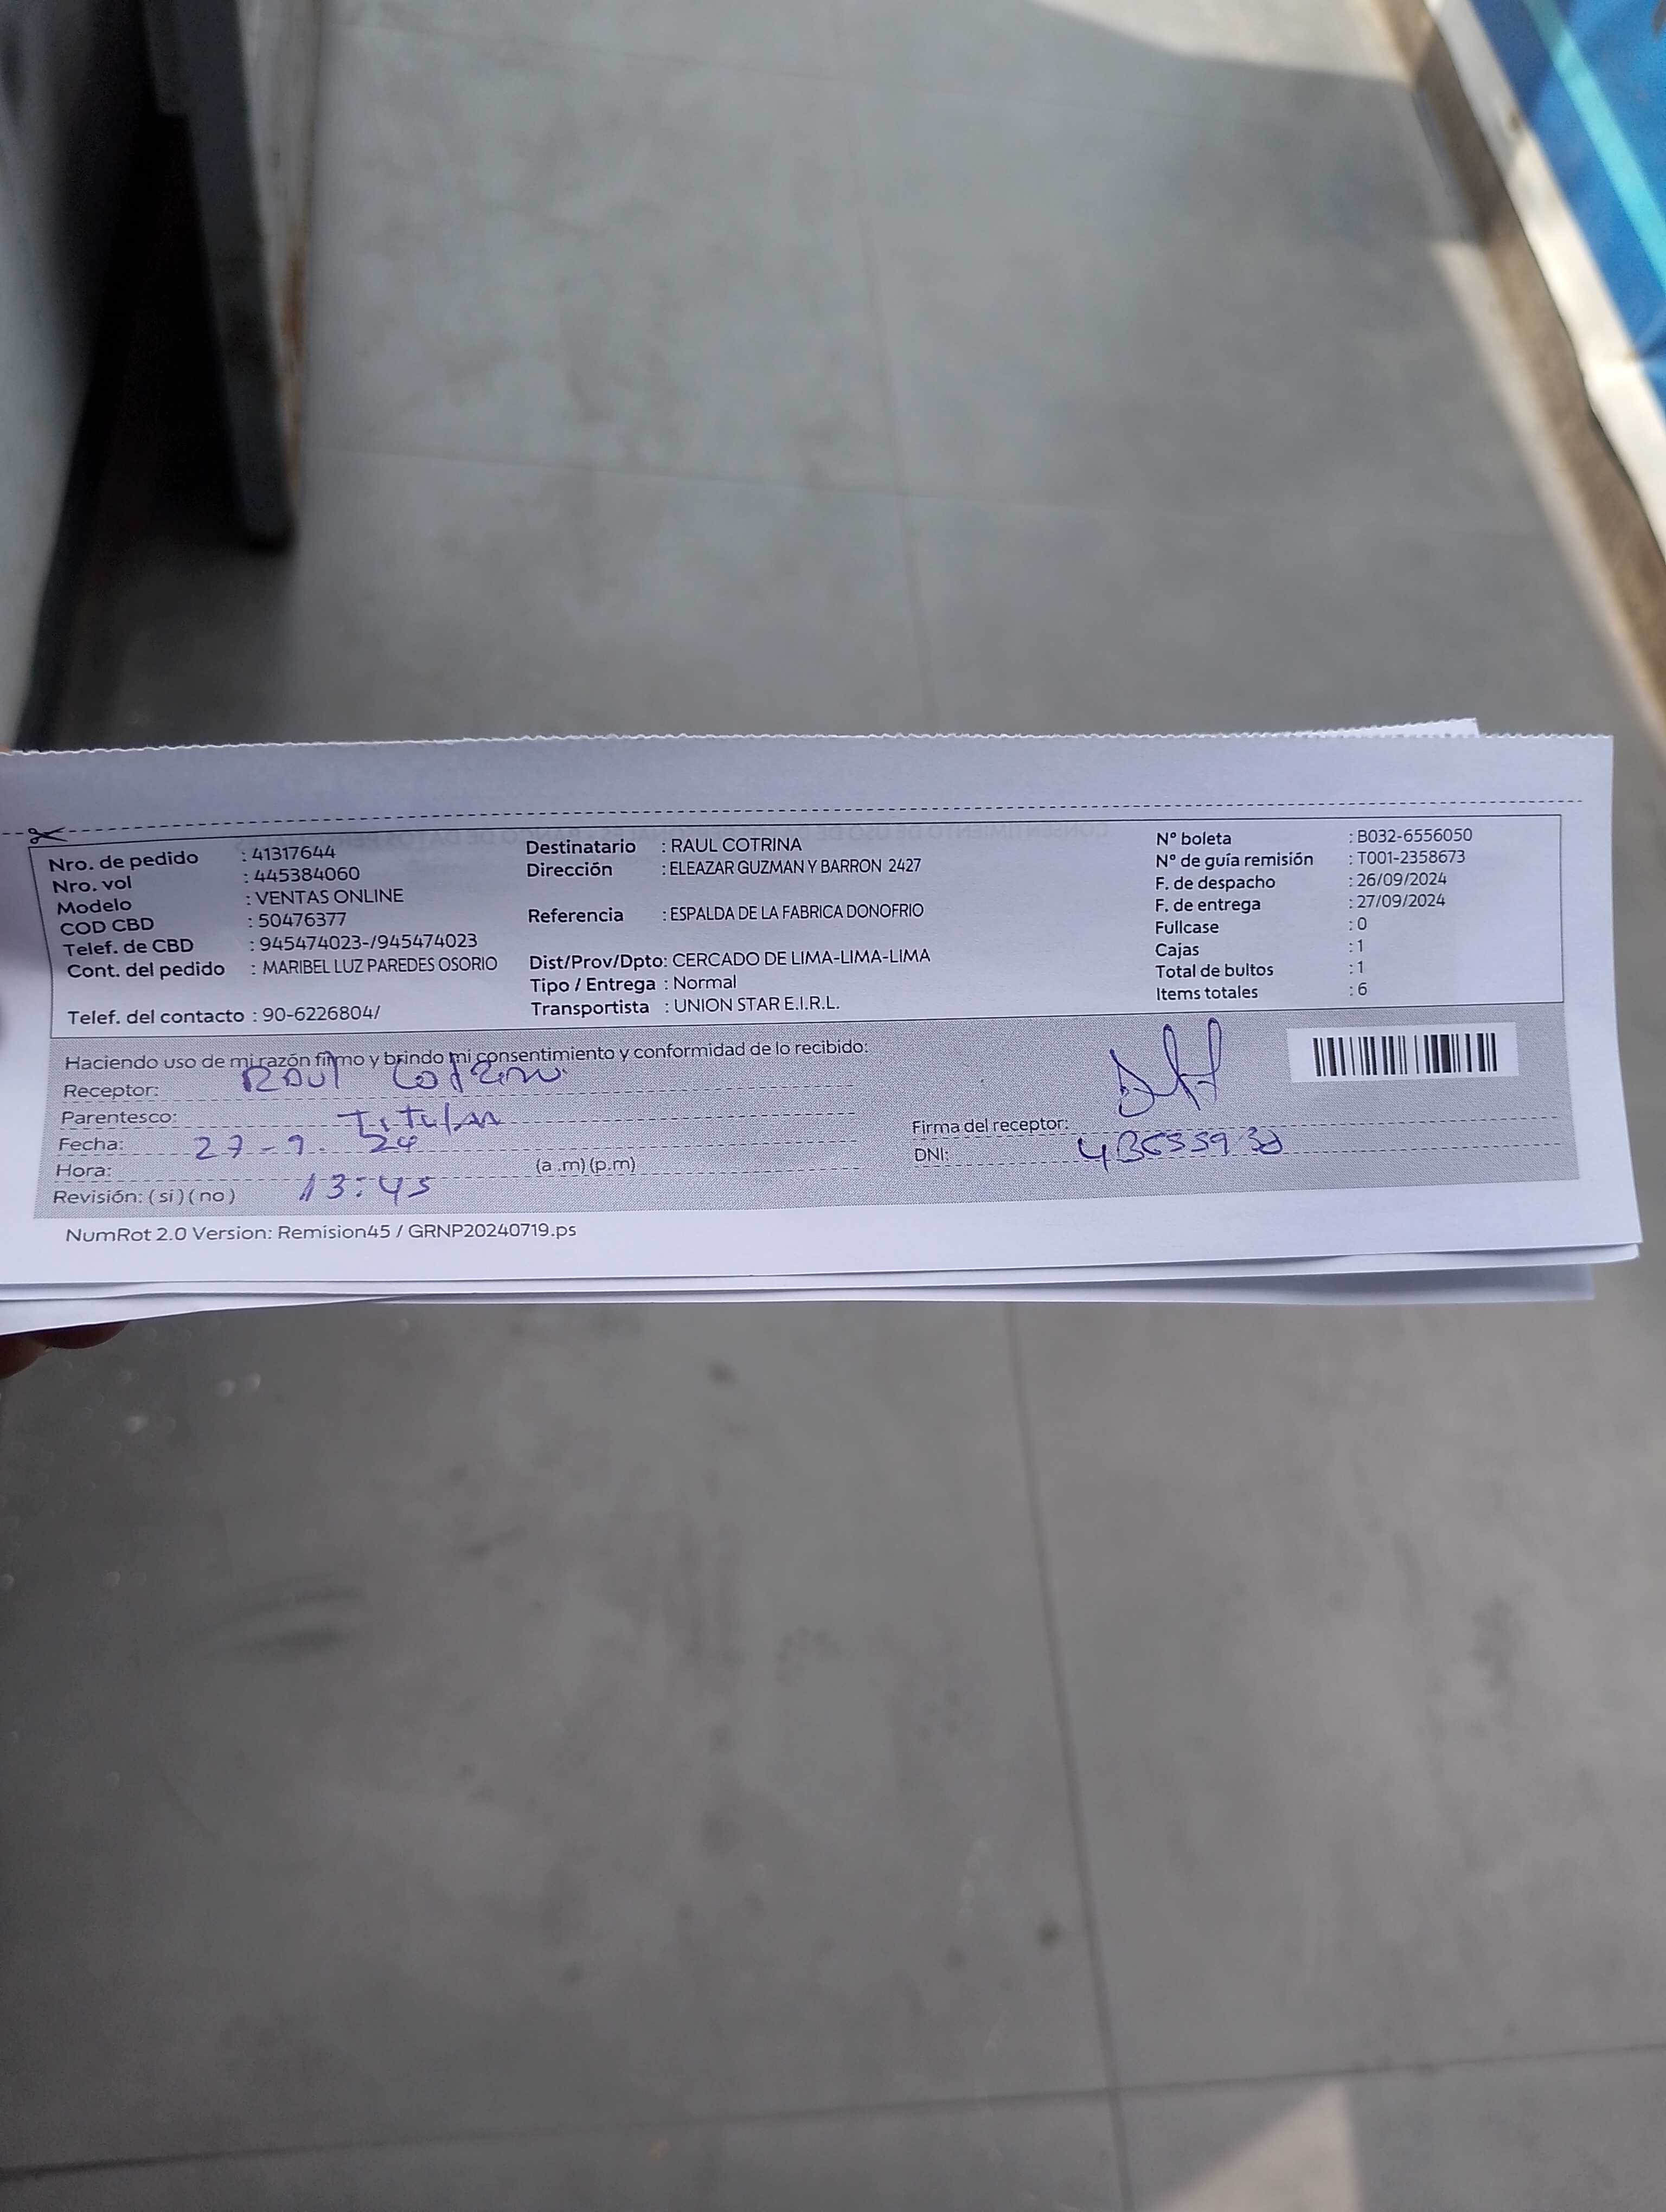 Nro. de pedido : 41317644
Nro. vol : 445384060
Modelo : VENTAS ONLINE
COD CBD : 50476377
Telef. de CBD : 945474023-/945474023
Cont. del pedido : MARIBEL LUZ PAREDES OSORIO
Telef. del contacto : 90-6226804/
Destinatario : RAUL COTRINA
Dirección : ELEAZAR GUZMAN Y BARRON 2427
Referencia : ESPALDA DE LA FABRICA DONOFRIO
Dist/Prov/Dpto: CERCADO DE LIMA-LIMA-LIMA
Tipo / Entrega : Normal
Transportista : UNION STAR E.I.R.L.
N° boleta : B032-6556050
N° de guía remisión : T001-2358673
F. de despacho : 26/09/2024
F. de entrega : 27/09/2024
Fullcase : 0
Cajas : 1
Total de bultos : 1
Items totales : 6
Haciendo uso de mi razón firmo y brindo mi consentimiento y conformidad de lo recibido:
Receptor: Raul Cotrina
Parentesco: Titular
Fecha: 27-9. 24
Hora: (a .m) (p.m)
Revisión: ( si ) ( no ) 13:45
Firma del receptor:
DNI:
NumRot 2.0 Version: Remision45 / GRNP20240719.ps